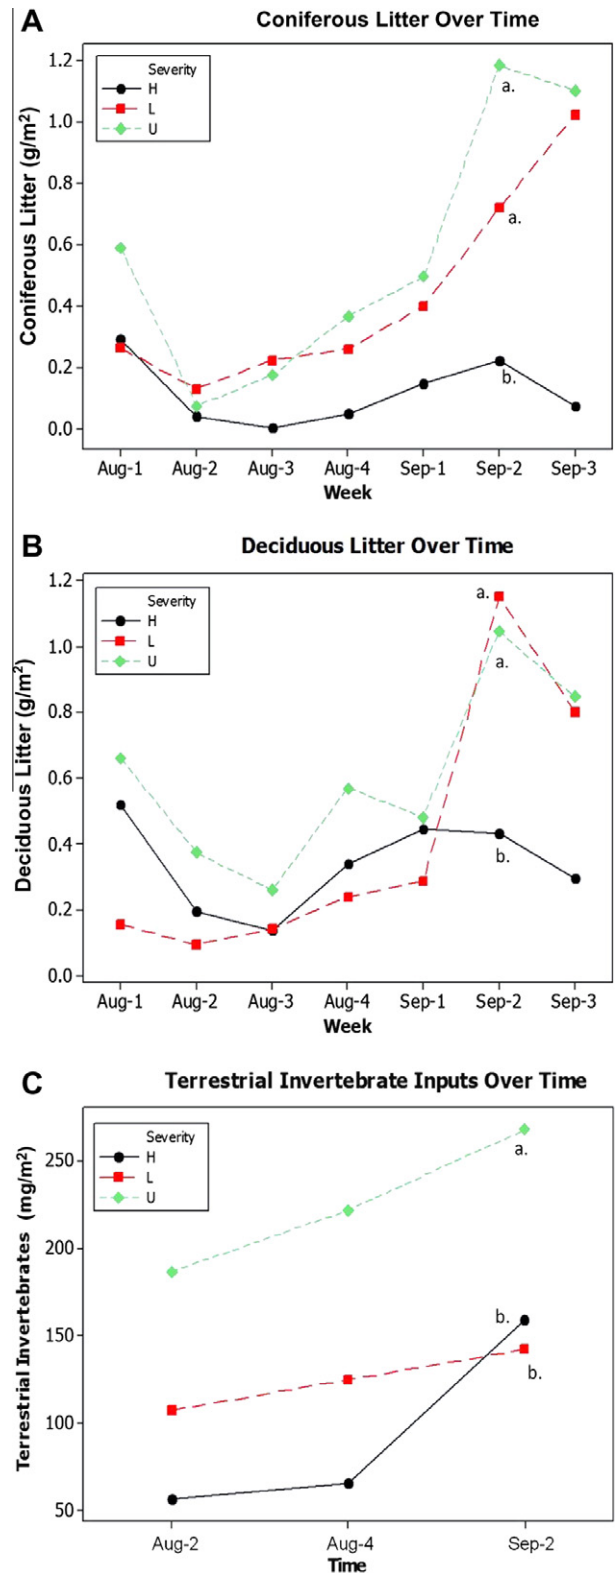 A
Coniferous Litter Over Time
Coniferous Litter (g/m²)
1.2
1.0
0.8
0.6
0.4
0.2
0.0
Severity
H
L
U
a.
a.
b.
Aug-1 Aug-2 Aug-3 Aug-4 Sep-1 Sep-2 Sep-3
Week
B
Deciduous Litter Over Time
Deciduous Litter (g/m²)
1.2
1.0
0.8
0.6
0.4
0.2
0.0
Severity
H
L
U
a.
a.
b.
Aug-1 Aug-2 Aug-3 Aug-4 Sep-1 Sep-2 Sep-3
Week
C
Terrestrial Invertebrate Inputs Over Time
Terrestrial Invertebrates (mg/m²)
250
200
150
100
50
Severity
H
L
U
a.
b.
b.
Aug-2 Aug-4 Sep-2
Time